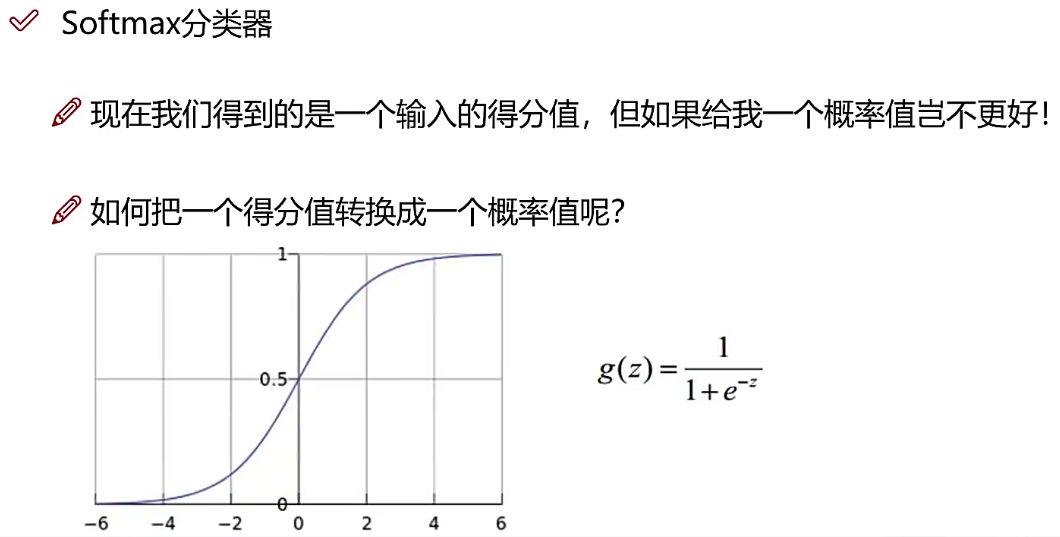 Softmax分类器
现在我们得到的是一个输入的得分值，但如果给我一个概率值岂不更好！
如何把一个得分值转换成一个概率值呢？
1
0.5
0
−6 −4 −2 0 2 4 6
g(z) = 1 / (1 + e^{−z})